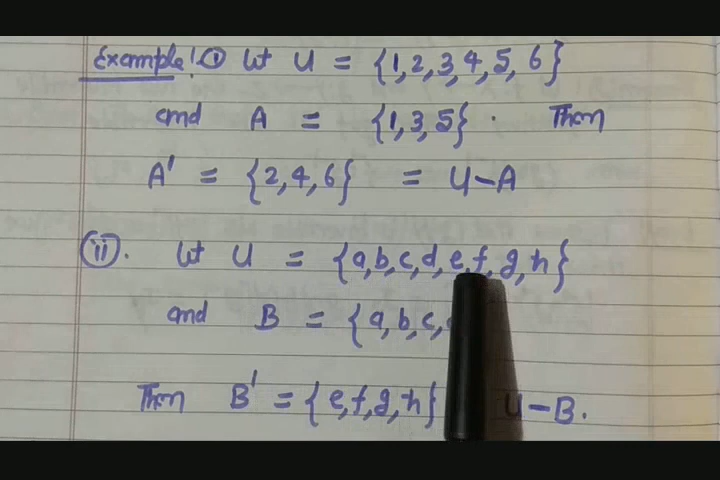 Example! (i) Let U = {1, 2, 3, 4, 5, 6}
and A = {1, 3, 5} . Then
A' = {2, 4, 6} = U - A
(ii). Let U = {a, b, c, d, e, f, g, h}
and B = {a, b, c,
Then B' = {e, f, g, h} U - B.